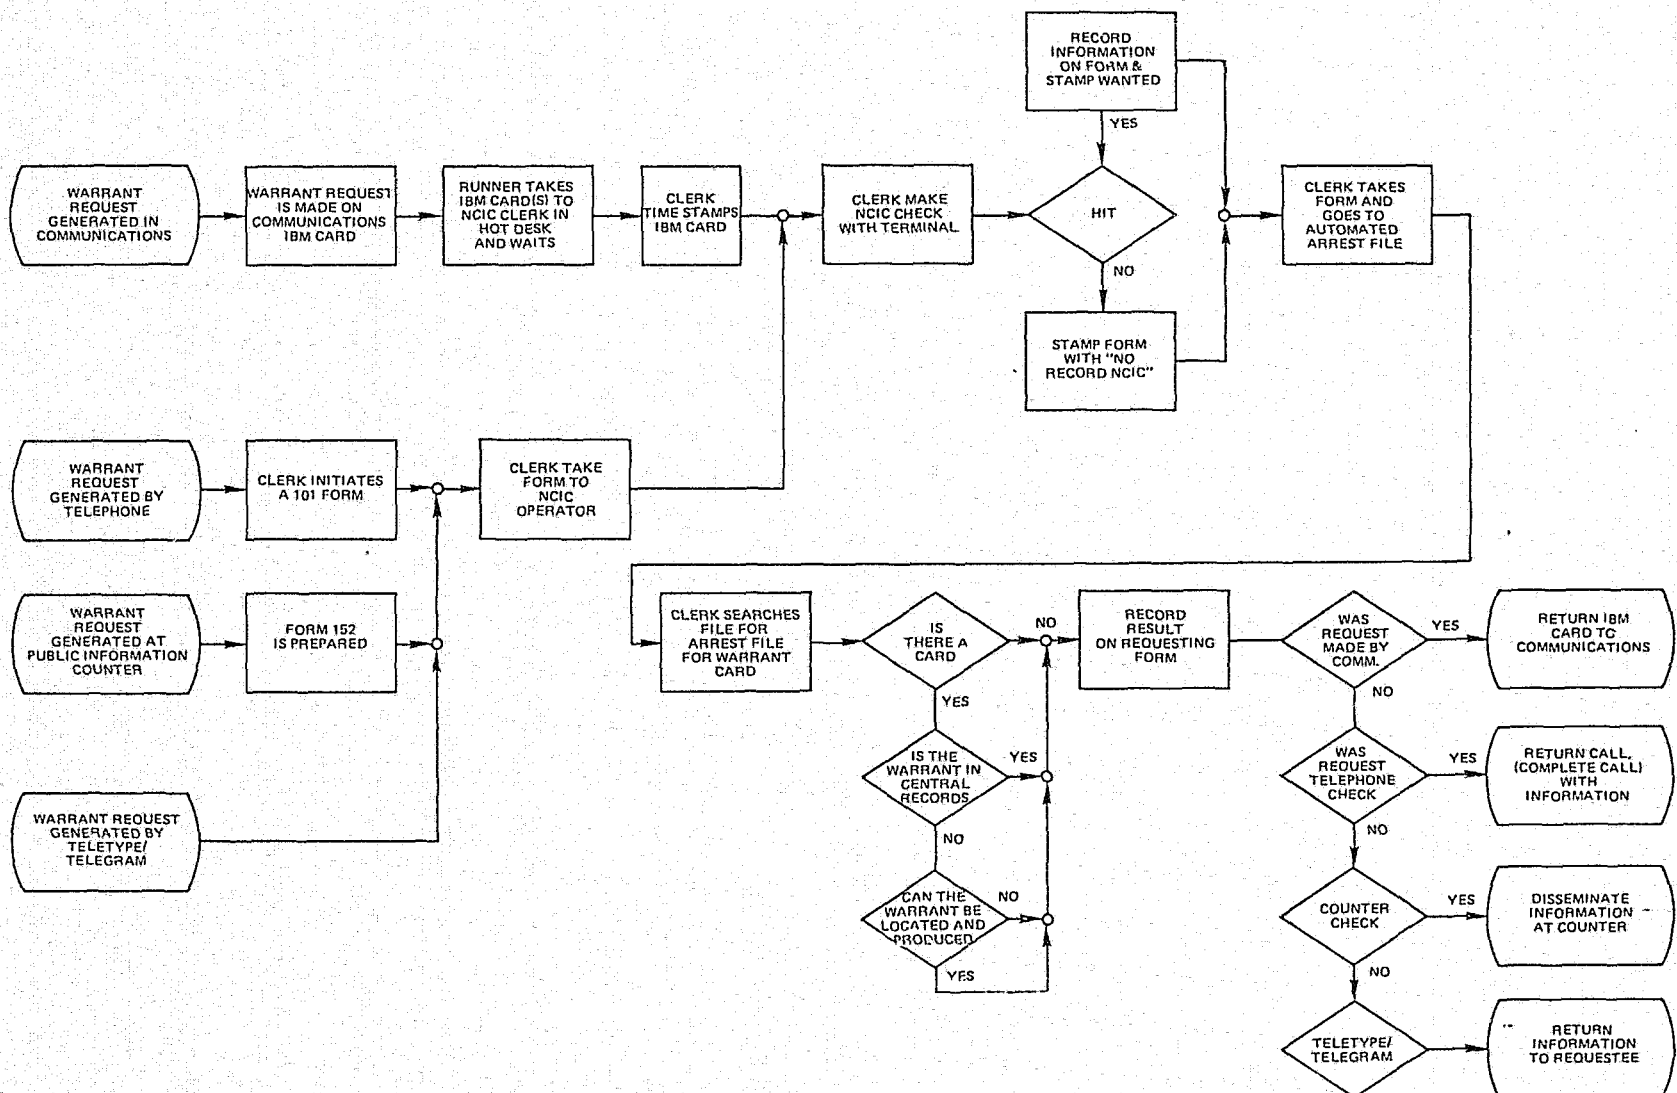 RECORD
INFORMATION
ON FORM &
STAMP WANTED
YES
WARRANT
REQUEST
GENERATED IN
COMMUNICATIONS
WARRANT REQUEST
IS MADE ON
COMMUNICATIONS
IBM CARD
RUNNER TAKES
IBM CARD(S) TO
NCIC CLERK IN
HOT DESK
AND WAITS
CLERK
TIME STAMPS
IBM CARD
CLERK MAKE
NCIC CHECK
WITH TERMINAL
HIT
CLERK TAKES
FORM AND
GOES TO
AUTOMATED
ARREST FILE
NO
STAMP FORM
WITH "NO
RECORD NCIC"
WARRANT
REQUEST
GENERATED BY
TELEPHONE
CLERK INITIATES
A 101 FORM
CLERK TAKE
FORM TO
NCIC
OPERATOR
WARRANT
REQUEST
GENERATED AT
PUBLIC INFORMATION
COUNTER
FORM 152
IS PREPARED
WARRANT REQUEST
GENERATED BY
TELETYPE/
TELEGRAM
CLERK SEARCHES
FILE FOR
ARREST FILE
FOR WARRANT
CARD
IS
THERE A
CARD
NO
YES
IS THE
WARRANT IN
CENTRAL
RECORDS
YES
NO
CAN THE
WARRANT BE
LOCATED AND
PRODUCED
NO
YES
RECORD
RESULT
ON REQUESTING
FORM
WAS
REQUEST
MADE BY
COMM.
YES
RETURN IBM
CARD TO
COMMUNICATIONS
NO
WAS
REQUEST
TELEPHONE
CHECK
YES
RETURN CALL,
(COMPLETE CALL)
WITH
INFORMATION
NO
COUNTER
CHECK
YES
DISSEMINATE
INFORMATION
AT COUNTER
NO
TELETYPE/
TELEGRAM
RETURN
INFORMATION
TO REQUESTEE